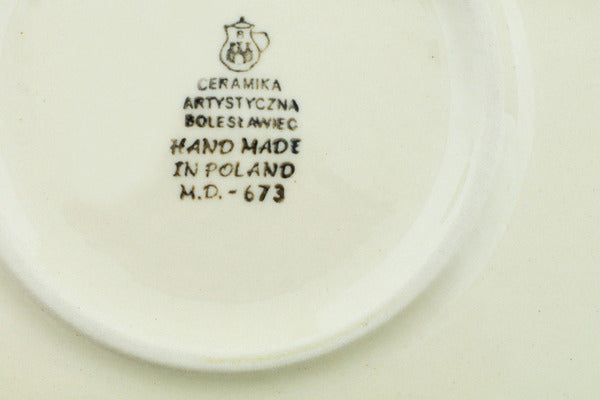 B
CERAMIKA
ARTYSTYCZNA
BOLESŁAWIEC
HAND MADE
IN POLAND
M.D. - 673